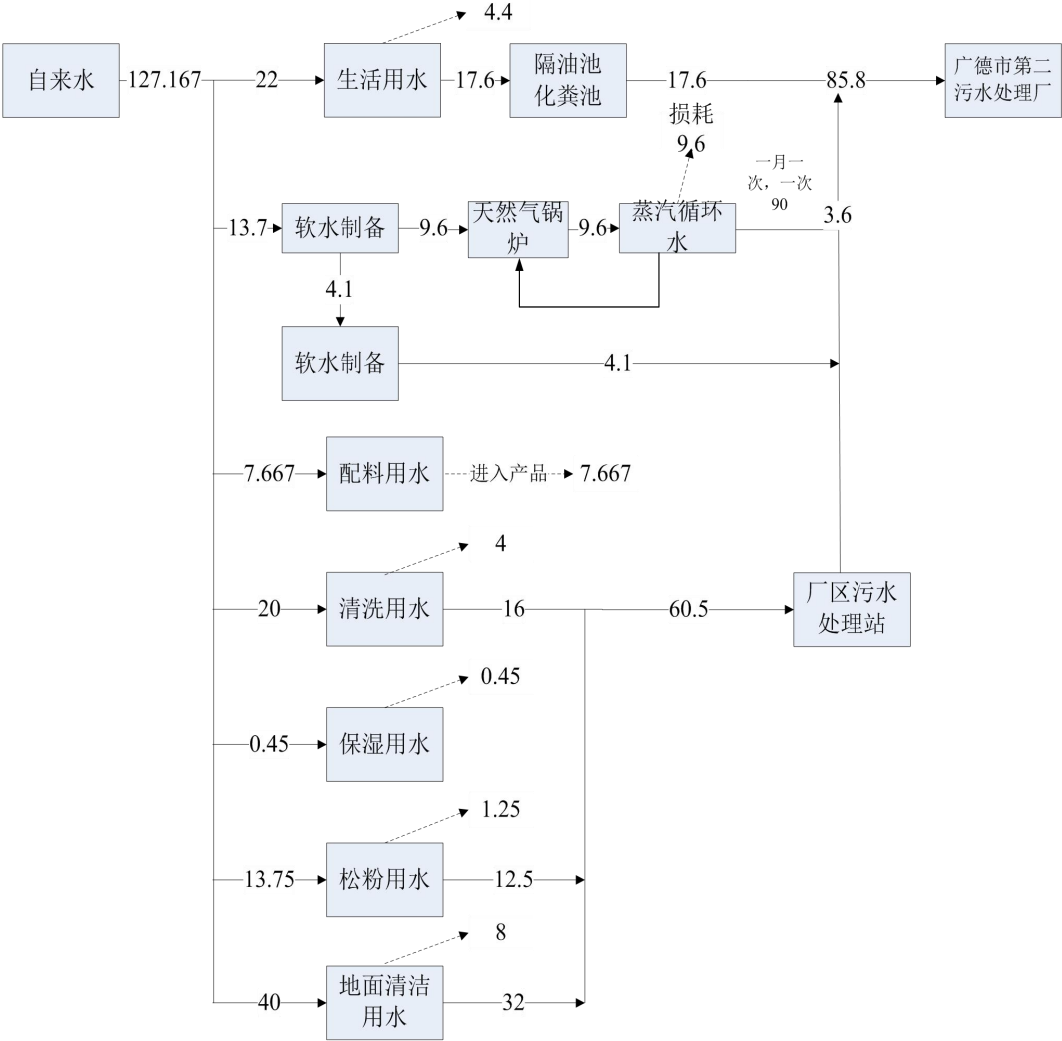 4.4
自来水
127.167
22
生活用水
17.6
隔油池
化粪池
17.6
85.8
广德市第二
污水处理厂
损耗
9.6
一月一
次，一次
90
13.7
软水制备
9.6
天然气锅
炉
9.6
蒸汽循环
水
3.6
4.1
软水制备
4.1
7.667
配料用水
进入产品
7.667
4
20
清洗用水
16
60.5
厂区污水
处理站
0.45
0.45
保湿用水
1.25
13.75
松粉用水
12.5
8
40
地面清洁
用水
32